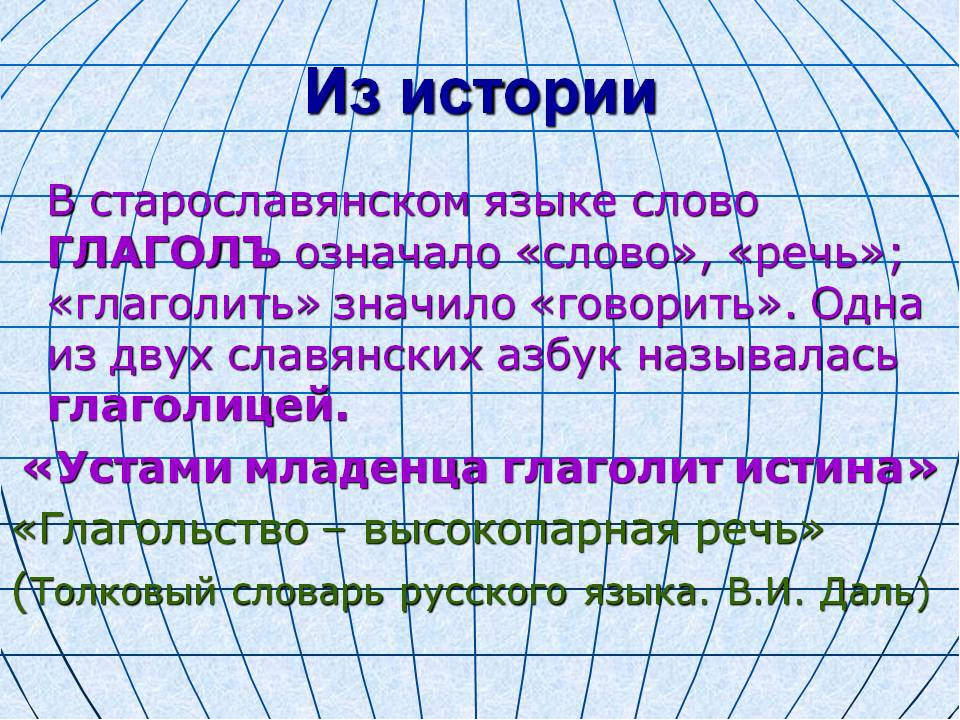 Из истории
В старославянском языке слово
ГЛАГОЛЪ означало «слово», «речь»;
«глаголить» значило «говорить». Одна
из двух славянских азбук называлась
глаголицей.
«Устами младенца глаголит истина»
«Глагольство – высокопарная речь»
(Толковый словарь русского языка. В.И. Даль)